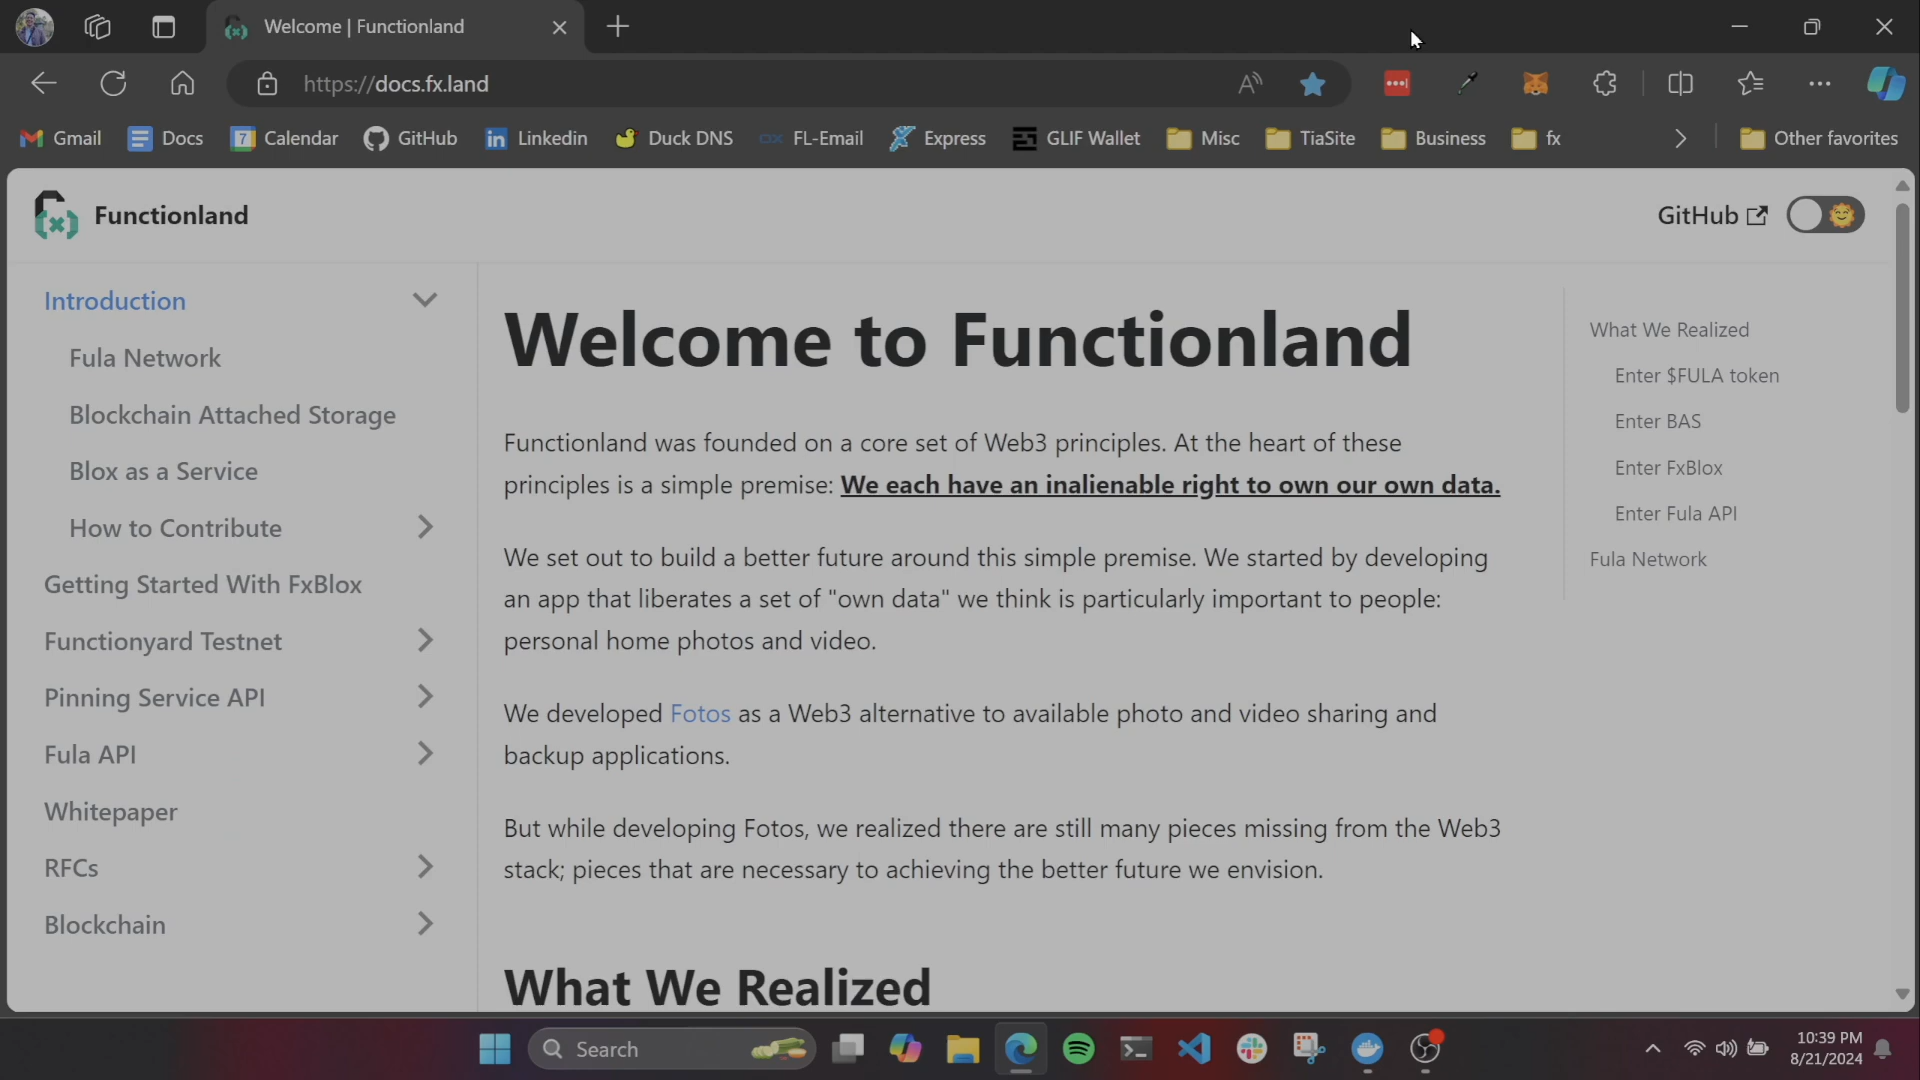 Welcome | Functionland
https://docs.fx.land
Gmail
Docs
7
Calendar
GitHub
in
Linkedin
Duck DNS
FL-Email
Express
GLIF Wallet
Misc
TiaSite
Business
fx
Other favorites
Functionland
GitHub
Introduction
Fula Network
Blockchain Attached Storage
Blox as a Service
How to Contribute
Getting Started With FxBlox
Functionyard Testnet
Pinning Service API
Fula API
Whitepaper
RFCs
Blockchain
Welcome to Functionland
Functionland was founded on a core set of Web3 principles. At the heart of these
principles is a simple premise: We each have an inalienable right to own our own data.
We set out to build a better future around this simple premise. We started by developing
an app that liberates a set of "own data" we think is particularly important to people:
personal home photos and video.
We developed Fotos as a Web3 alternative to available photo and video sharing and
backup applications.
But while developing Fotos, we realized there are still many pieces missing from the Web3
stack; pieces that are necessary to achieving the better future we envision.
What We Realized
What We Realized
Enter $FULA token
Enter BAS
Enter FxBlox
Enter Fula API
Fula Network
Search
10:39 PM
8/21/2024